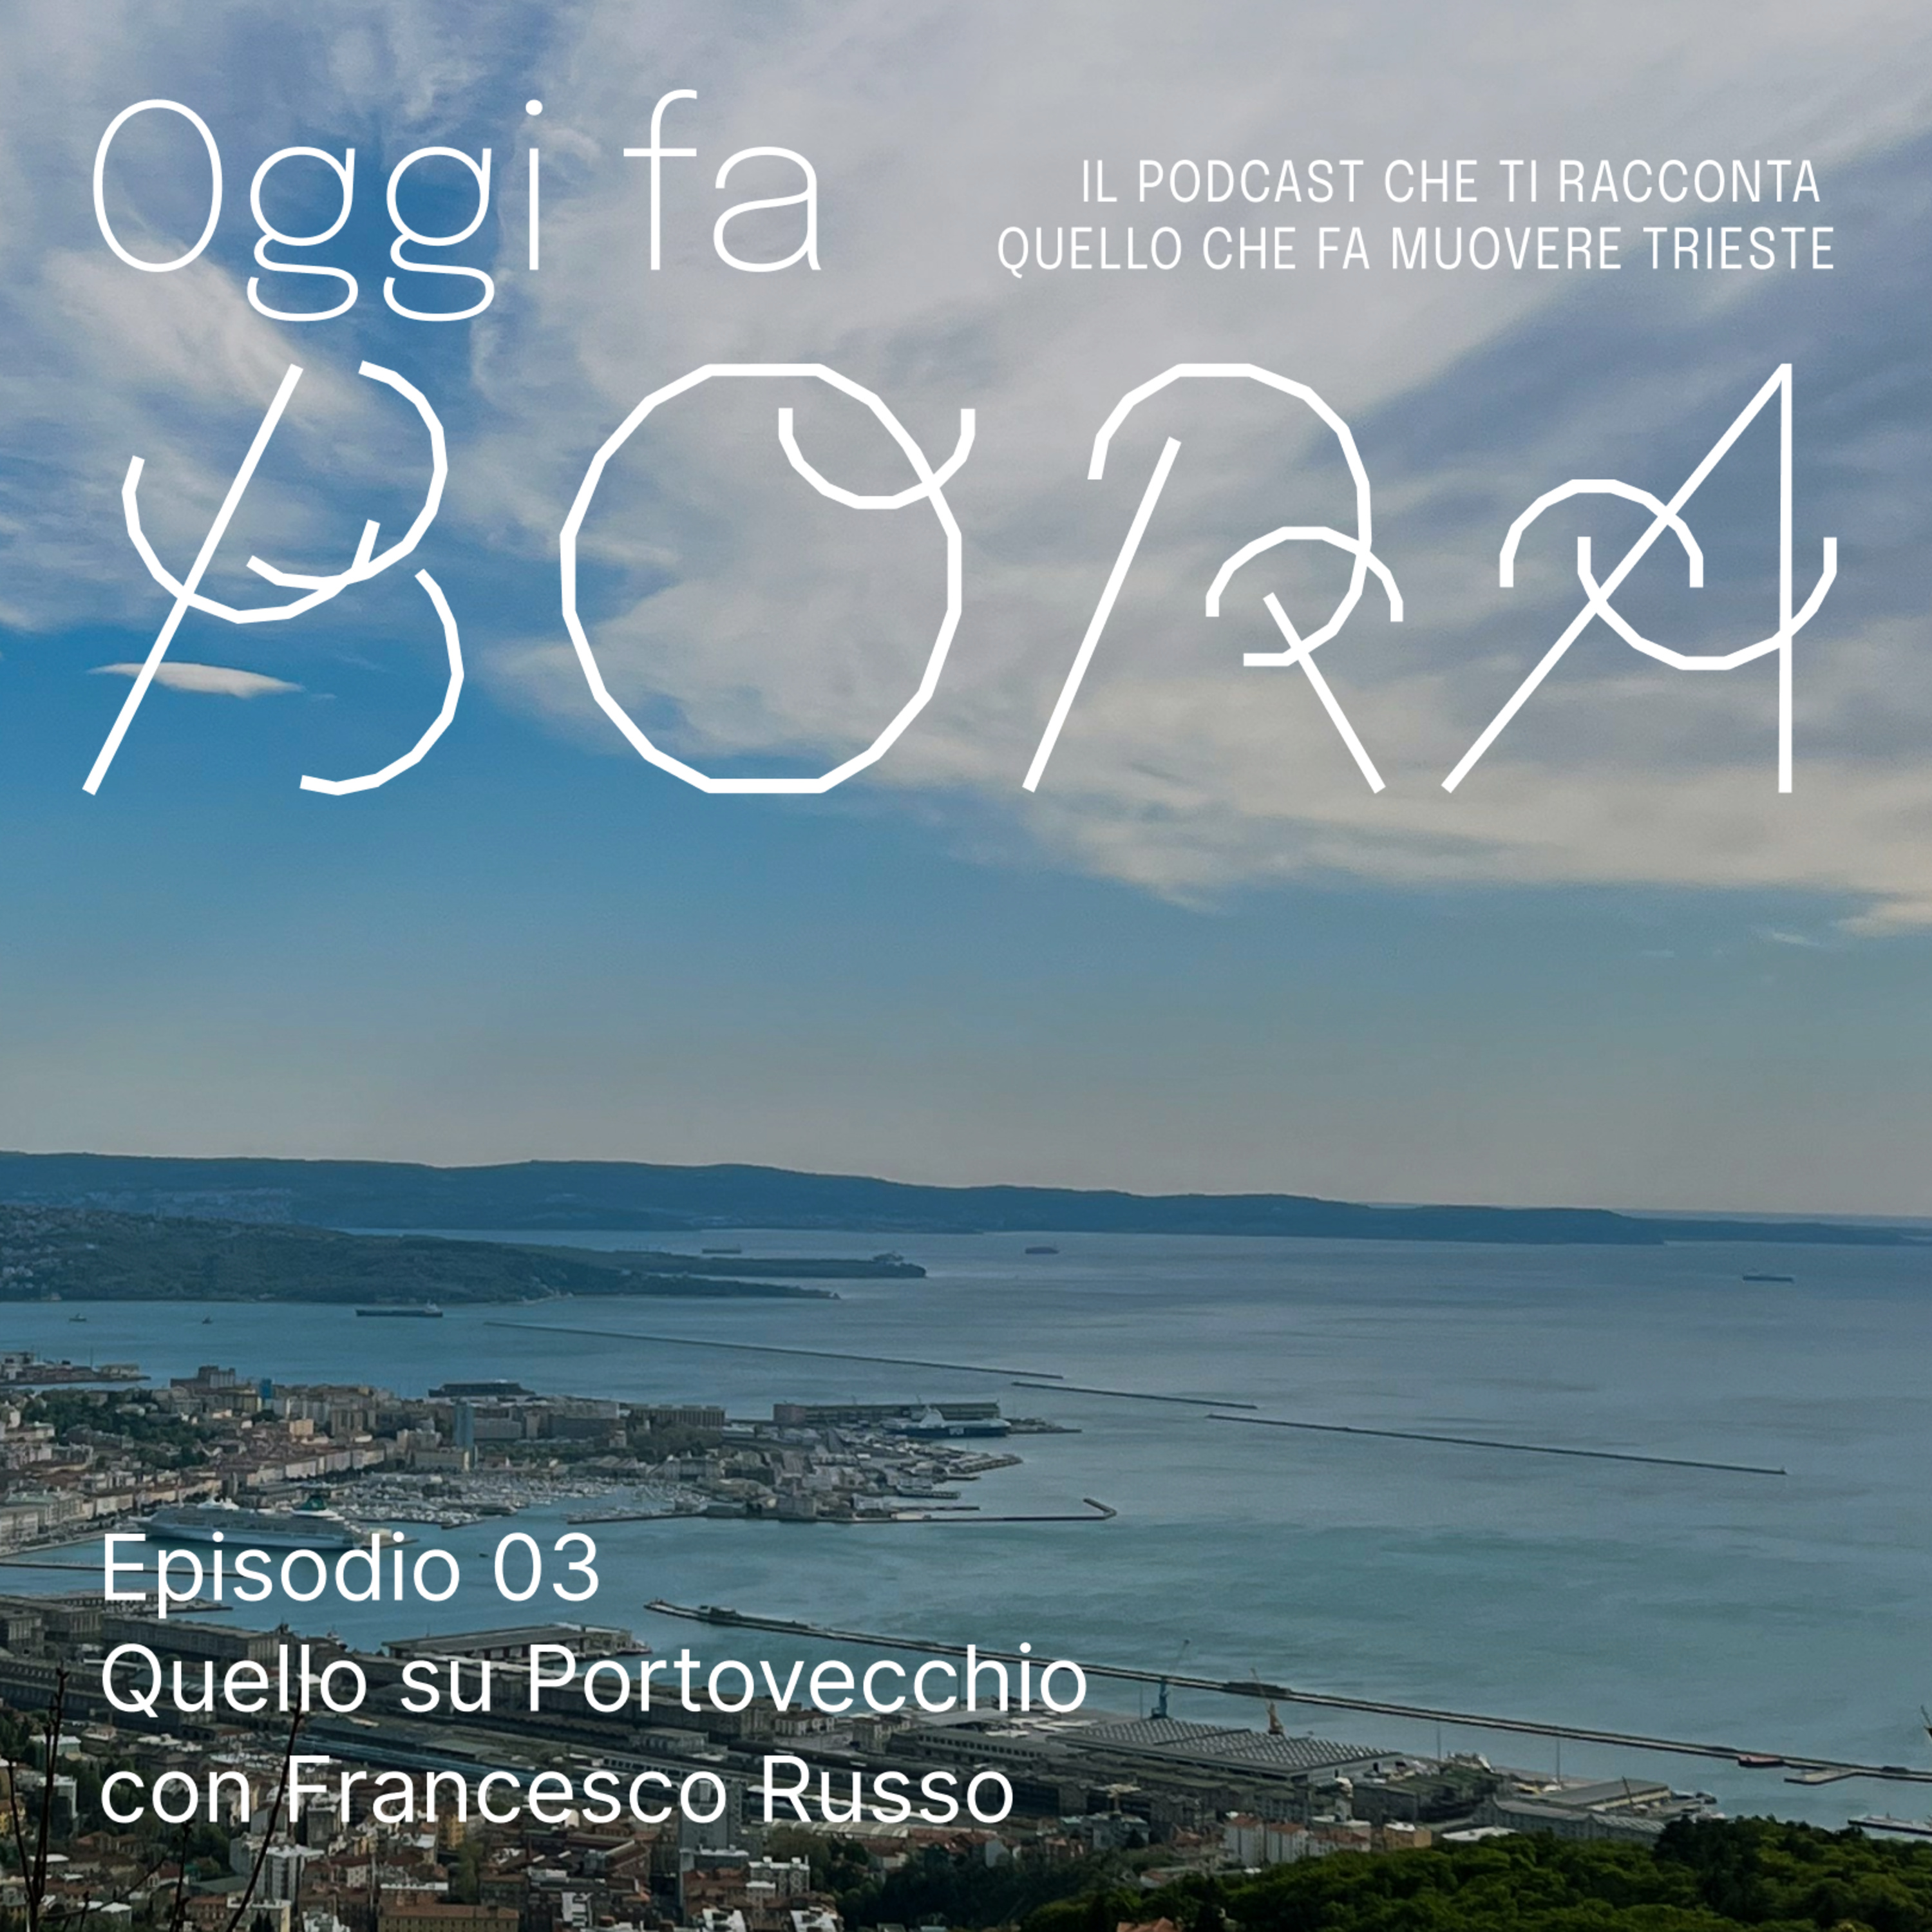 Oggi fa
IL PODCAST CHE TI RACCONTA
QUELLO CHE FA MUOVERE TRIESTE
BORA
Episodio 03
Quello su Portovecchio
con Francesco Russo